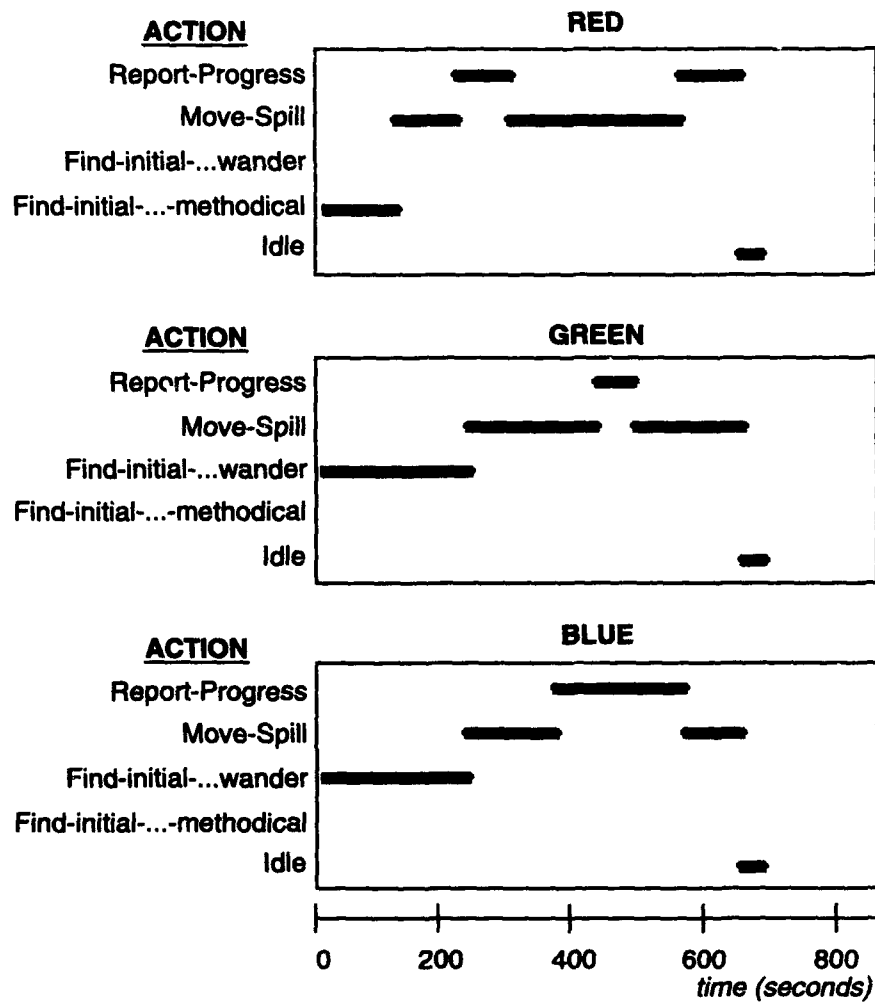 ACTION RED
Report-Progress
Move-Spill
Find-initial-...wander
Find-initial-...-methodical
Idle
ACTION GREEN
Report-Progress
Move-Spill
Find-initial-...wander
Find-initial-...-methodical
Idle
ACTION BLUE
Report-Progress
Move-Spill
Find-initial-...wander
Find-initial-...-methodical
Idle
0 200 400 600 800
time (seconds)